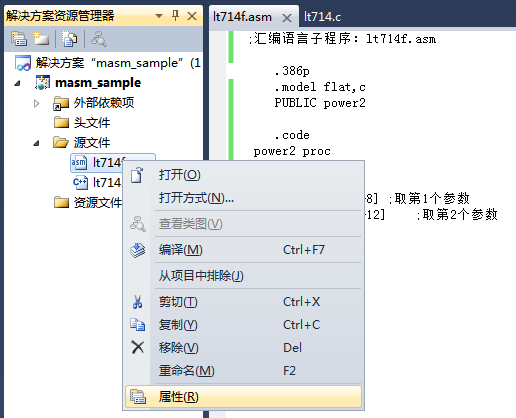 解决方案资源管理器
解决方案"masm_sample" (1
masm_sample
外部依赖项
头文件
源文件
lt714f
lt714
资源文件
lt714f.asm
lt714.c
;汇编语言子程序: lt714f.asm
.386p
.model flat,c
PUBLIC power2
.code
power2 proc
8] ;取第1个参数
12] ;取第2个参数
打开(O)
打开方式(N)...
查看类图(V)
编译(M) Ctrl+F7
从项目中排除(J)
剪切(T) Ctrl+X
复制(Y) Ctrl+C
移除(V) Del
重命名(M) F2
属性(R)